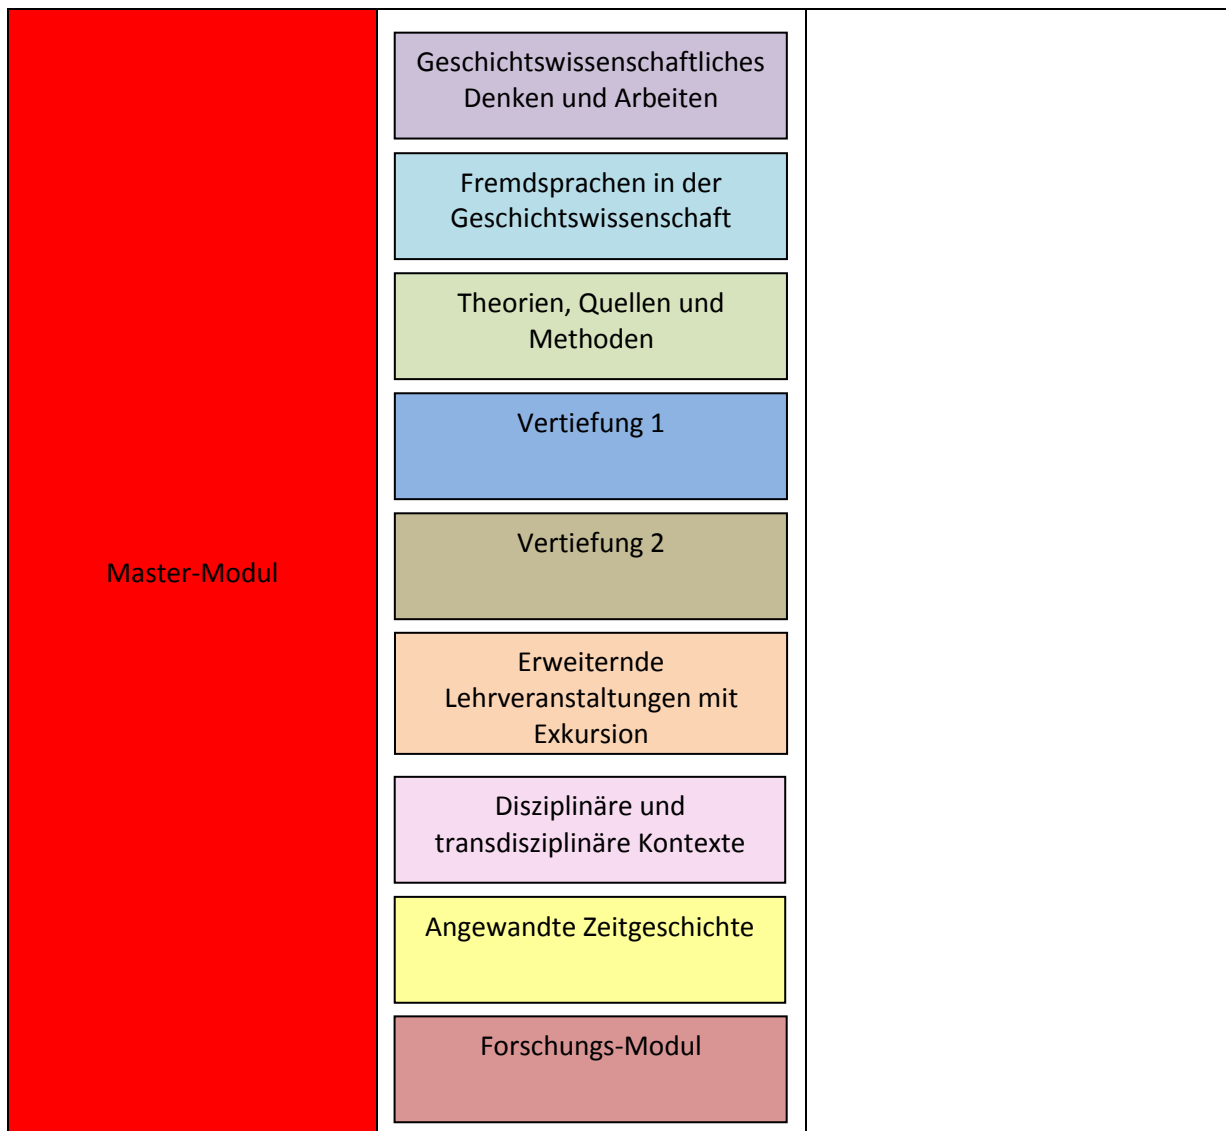 Master-Modul
Geschichtswissenschaftliches
Denken und Arbeiten
Fremdsprachen in der
Geschichtswissenschaft
Theorien, Quellen und
Methoden
Vertiefung 1
Vertiefung 2
Erweiternde
Lehrveranstaltungen mit
Exkursion
Disziplinäre und
transdisziplinäre Kontexte
Angewandte Zeitgeschichte
Forschungs-Modul